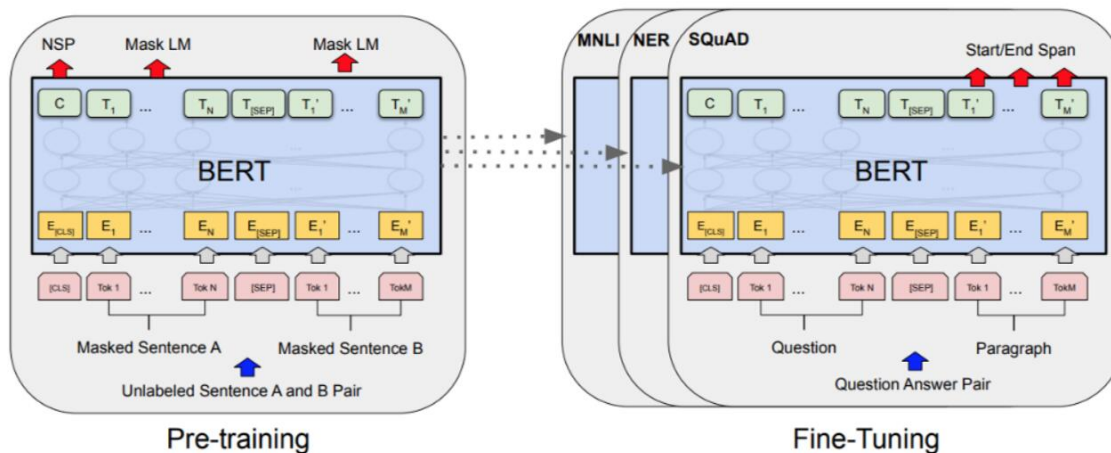 NSP Mask LM Mask LM
C T1 ... TN T[SEP] T1' ... TM'
BERT
E[CLS] E1 ... EN E[SEP] E1' ... EM'
[CLS] Tok 1 ... Tok N [SEP] Tok 1 ... TokM
Masked Sentence A Masked Sentence B
Unlabeled Sentence A and B Pair
Pre-training
MNLI NER SQuAD
Start/End Span
C T1 ... TN T[SEP] T1' ... TM'
BERT
E[CLS] E1 ... EN E[SEP] E1' ... EM'
[CLS] Tok 1 ... Tok N [SEP] Tok 1 ... TokM
Question Paragraph
Question Answer Pair
Fine-Tuning